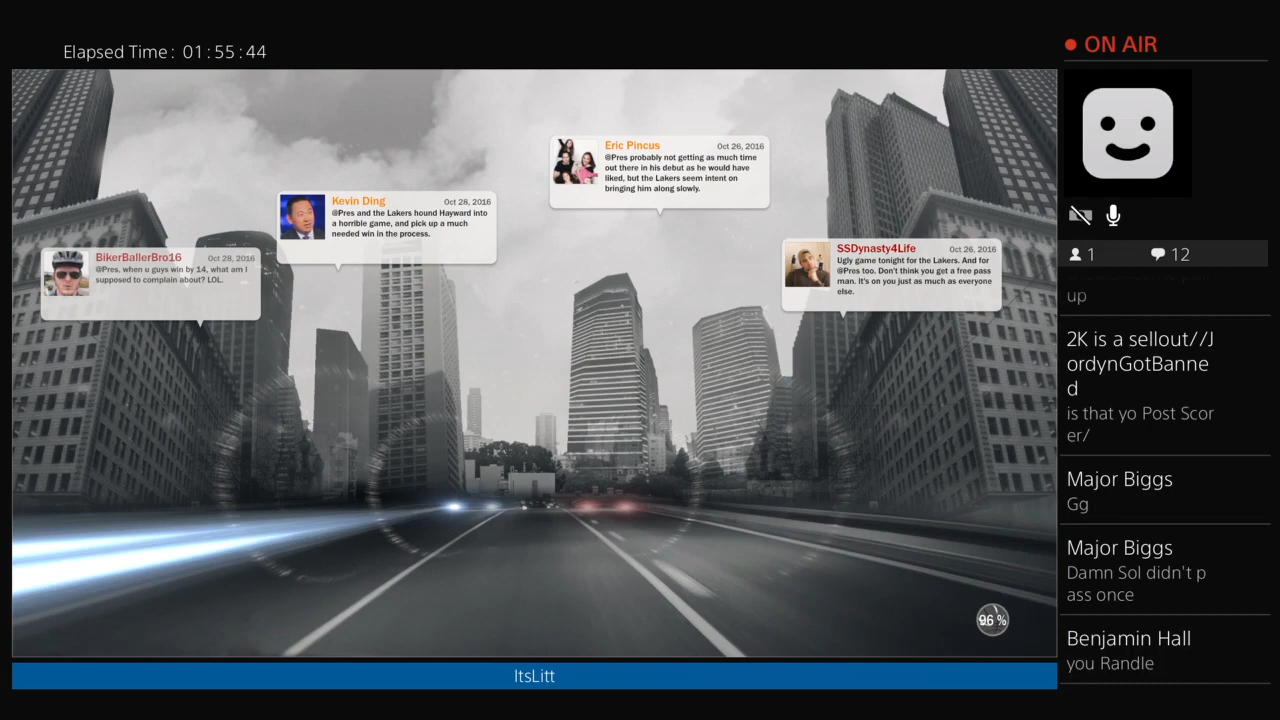 Elapsed Time: 01:55:44
ON AIR
Eric Pincus Oct 26, 2016
@Pres probably not getting as much time
out there in his debut as he would have
liked, but the Lakers seem intent on
bringing him along slowly.
Kevin Ding Oct 28, 2016
@Pres and the Lakers hound Hayward into
a horrible game, and pick up a much
needed win in the process.
BikerBallerBro16 Oct 28, 2016
@Pres, when u guys win by 14, what am I
supposed to complain about? LOL.
SSDynasty4Life Oct 26, 2016
Ugly game tonight for the Lakers. And for
@Pres too. Don't think you get a free pass
man. It's on you just as much as everyone
else.
96 %
ItsLitt
1 12
up
2K is a sellout//J
ordynGotBanne
d
is that yo Post Scor
er/
Major Biggs
Gg
Major Biggs
Damn Sol didn't p
ass once
Benjamin Hall
you Randle